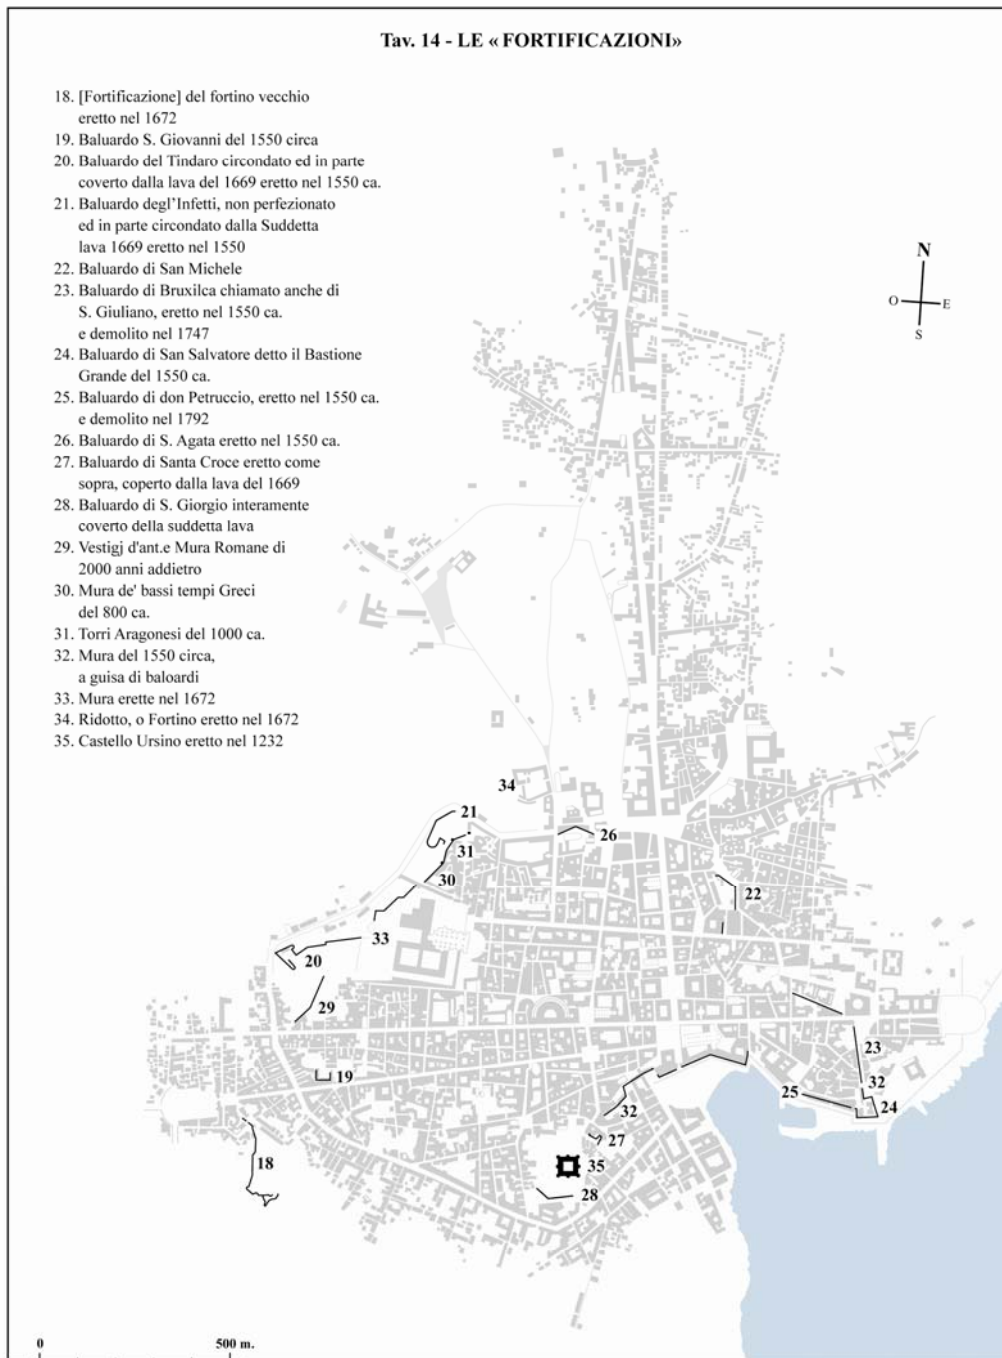 Tav. 14 - LE « FORTIFICAZIONI»
18. [Fortificazione] del fortino vecchio
eretto nel 1672
19. Baluardo S. Giovanni del 1550 circa
20. Baluardo del Tindaro circondato ed in parte
coverto dalla lava del 1669 eretto nel 1550 ca.
21. Baluardo degl'Infetti, non perfezionato
ed in parte circondato dalla Suddetta
lava 1669 eretto nel 1550
22. Baluardo di San Michele
23. Baluardo di Bruxilca chiamato anche di
S. Giuliano, eretto nel 1550 ca.
e demolito nel 1747
24. Baluardo di San Salvatore detto il Bastione
Grande del 1550 ca.
25. Baluardo di don Petruccio, eretto nel 1550 ca.
e demolito nel 1792
26. Baluardo di S. Agata eretto nel 1550 ca.
27. Baluardo di Santa Croce eretto come
sopra, coperto dalla lava del 1669
28. Baluardo di S. Giorgio interamente
coverto della suddetta lava
29. Vestigj d'ant.e Mura Romane di
2000 anni addietro
30. Mura de' bassi tempi Greci
del 800 ca.
31. Torri Aragonesi del 1000 ca.
32. Mura del 1550 circa,
a guisa di baloardi
33. Mura erette nel 1672
34. Ridotto, o Fortino eretto nel 1672
35. Castello Ursino eretto nel 1232
N
O E
S
34
21
26
31
30
22
33
20
29
23
19
32
25
24
32
27
18
35
28
0 500 m.